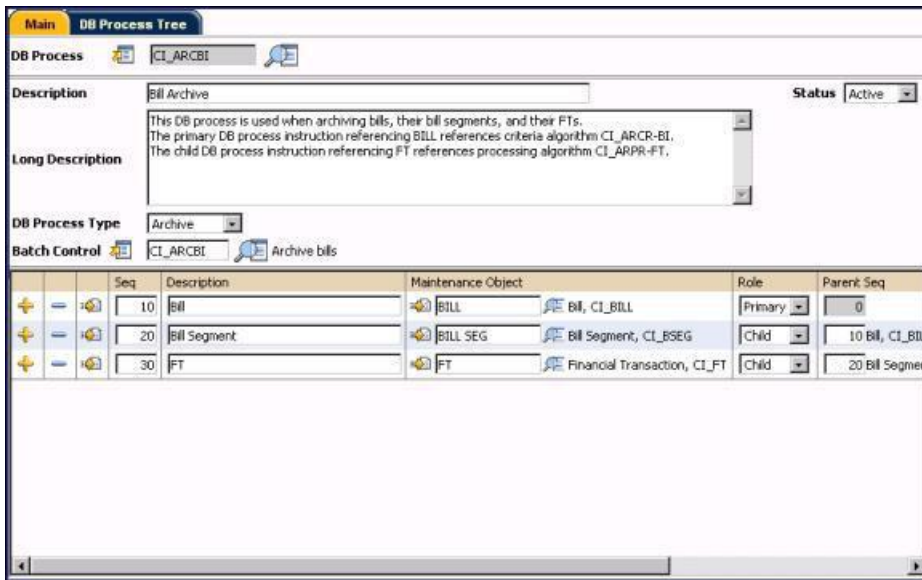 Main DB Process Tree
DB Process CI_ARCBI
Description Bill Archive Status Active
This DB process is used when archiving bills, their bill segments, and their FTs.
The primary DB process instruction referencing BILL references criteria algorithm CI_ARCR-BI.
The child DB process instruction referencing FT references processing algorithm CI_ARPR-FT.
Long Description
DB Process Type Archive
Batch Control CI_ARCBI Archive bills
Seq Description Maintenance Object Role Parent Seq
10 Bill BILL Bill, CI_BILL Primary 0
20 Bill Segment BILL SEG Bill Segment, CI_BSEG Child 10 Bill, CI_BIL
30 FT FT Financial Transaction, CI_FT Child 20 Bill Segme